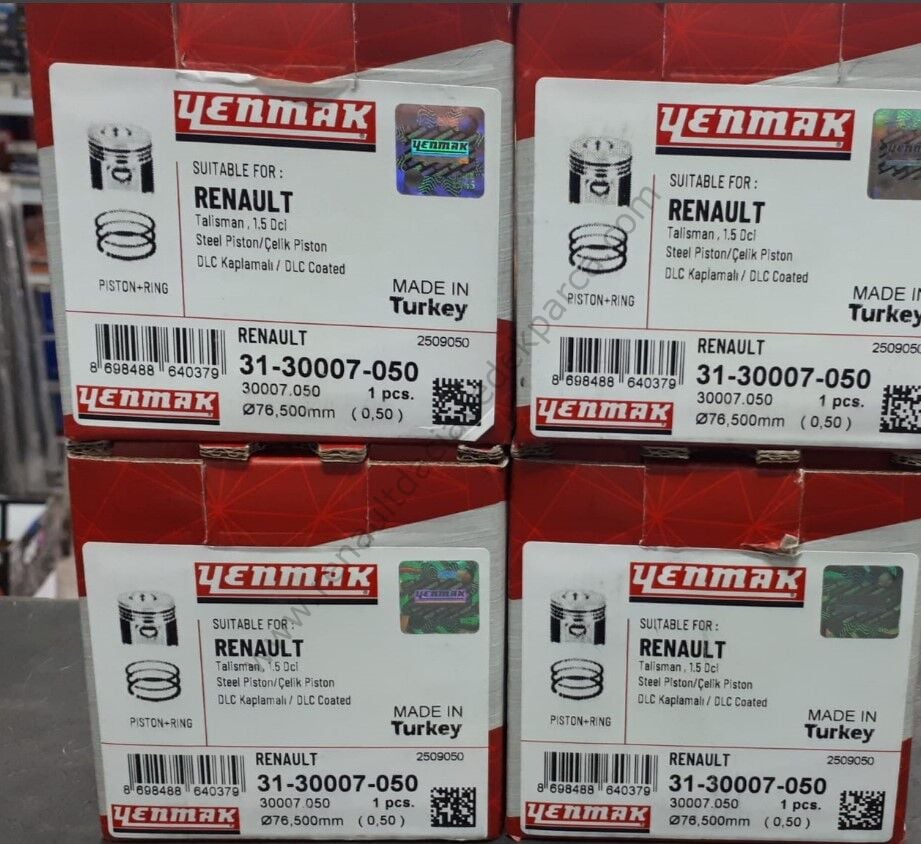 YENMAK
YENMAK
SUITABLE FOR :
RENAULT
Talisman , 1.5 Dci
Steel Piston/Çelik Piston
DLC Kaplamalı / DLC Coated
PISTON+RING
MADE IN
Turkey
RENAULT
2509050
31-30007-050
8 698488 640379
30007.050
1 pcs.
YENMAK
Ø76,500mm ( 0,50 )
YENMAK
SUITABLE FOR :
RENAULT
Talisman , 1.5 Dci
Steel Piston/Çelik Piston
DLC Kaplamalı / DLC Coated
PISTON+RING
MADE IN
Turkey
RENAULT
2509050
31-30007-050
8 698488 640379
30007.050
1 pcs.
YENMAK
Ø76,500mm ( 0,50 )
YENMAK
YENMAK
SUITABLE FOR :
RENAULT
Talisman , 1.5 Dci
Steel Piston/Çelik Piston
DLC Kaplamalı / DLC Coated
PISTON+RING
MADE IN
Turkey
RENAULT
2509050
31-30007-050
8 698488 640379
30007.050
1 pcs.
YENMAK
Ø76,500mm ( 0,50 )
YENMAK
SUITABLE FOR :
RENAULT
Talisman , 1.5 Dci
Steel Piston/Çelik Piston
DLC Kaplamalı / DLC Coated
PISTON+RING
MADE IN
Turkey
RENAULT
2509050
31-30007-050
8 698488 640379
30007.050
1 pcs.
YENMAK
Ø76,500mm ( 0,50 )
www.renaultdaciayedekparca.com